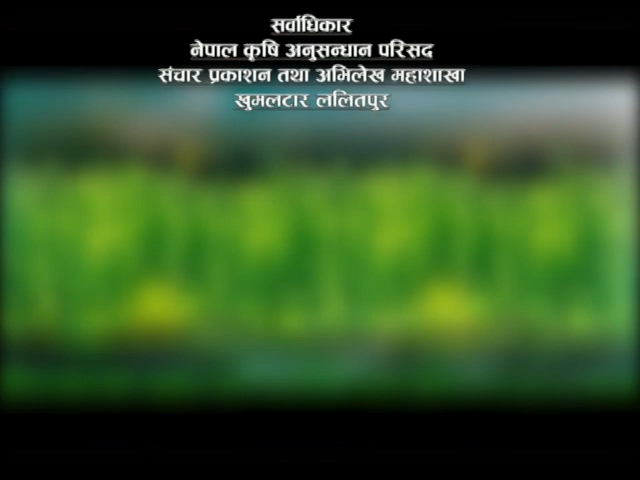 सर्वाधिकार
नेपाल कृषि अनुसन्धान परिसद
संचार प्रकाशन तथा अभिलेख महाशाखा
खुमलटार ललितपुर